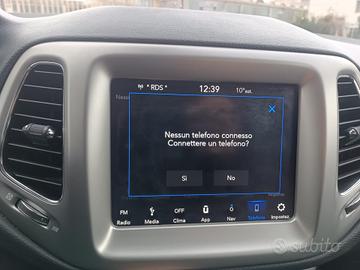 " RDS " 12:39 10°est.
Nessun telefono connesso
Connettere un telefono?
Sì No
OFF
FM
Radio Media Clima App Nav Telefono Impostaz.
subito